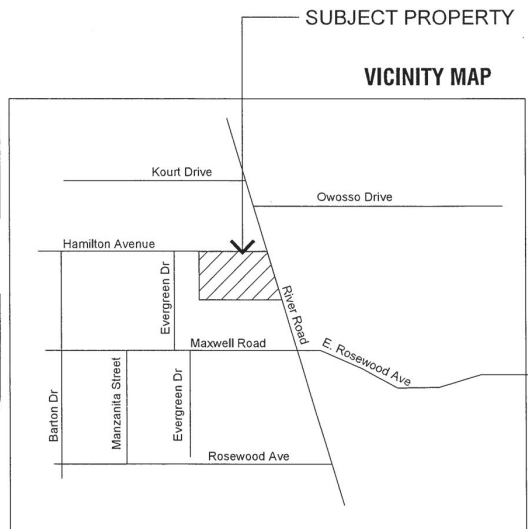 SUBJECT PROPERTY
VICINITY MAP
Kourt Drive
Owosso Drive
Hamilton Avenue
Evergreen Dr
River Road
Maxwell Road
E. Rosewood Ave
Barton Dr
Manzanita Street
Evergreen Dr
Rosewood Ave